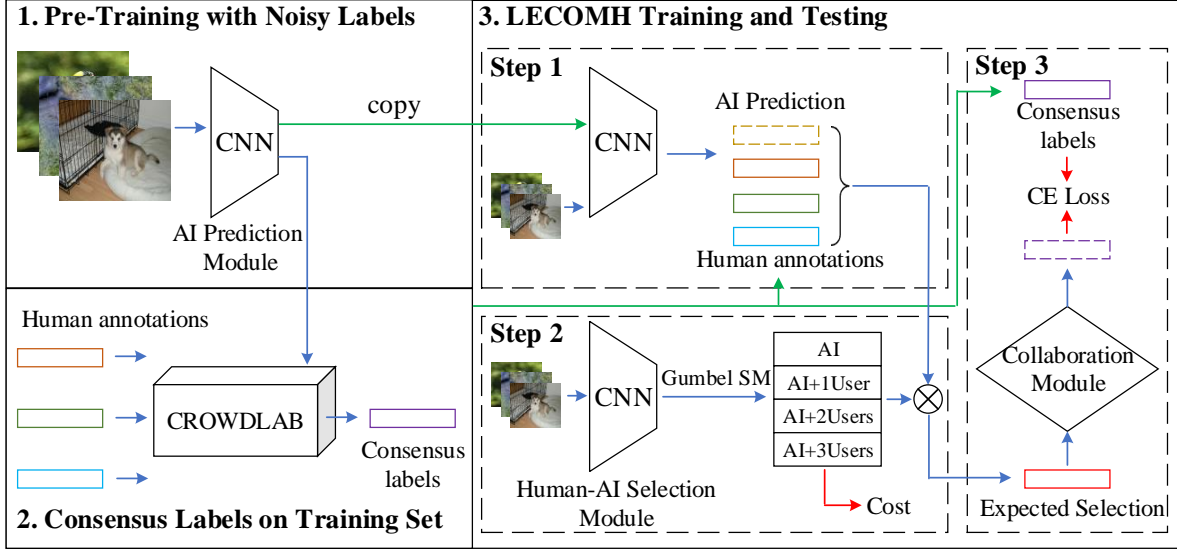 1. Pre-Training with Noisy Labels
CNN
copy
AI Prediction
Module
Human annotations
CROWDLAB
Consensus
labels
2. Consensus Labels on Training Set
3. LECOMH Training and Testing
Step 1
CNN
AI Prediction
Human annotations
Step 2
CNN
Gumbel SM
AI
AI+1User
AI+2Users
AI+3Users
Human-AI Selection
Module
Cost
Step 3
Consensus
labels
CE Loss
Collaboration
Module
Expected Selection